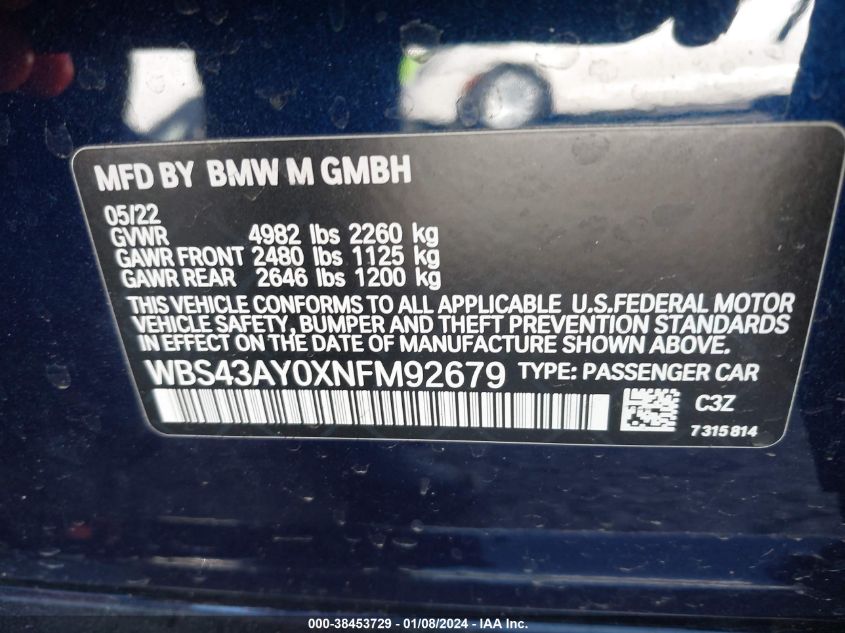 MFD BY BMW M GMBH
05/22
GVWR 4982 lbs 2260 kg
GAWR FRONT 2480 lbs 1125 kg
GAWR REAR 2646 lbs 1200 kg
THIS VEHICLE CONFORMS TO ALL APPLICABLE U.S.FEDERAL MOTOR
VEHICLE SAFETY, BUMPER AND THEFT PREVENTION STANDARDS
IN EFFECT ON THE DATE OF MANUFACTURE SHOWN ABOVE.
WBS43AY0XNFM92679 TYPE: PASSENGER CAR
C3Z
7315814
000-38453729 - 01/08/2024 - IAA Inc.